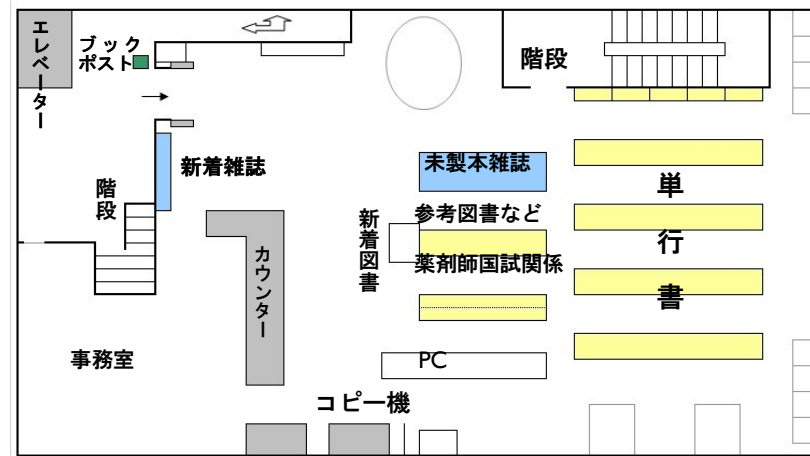 エレベーター
ブック
ポスト
階段
新着雑誌
階段
未製本雑誌
参考図書など
新着図書
薬剤師国試関係
単行書
カウンター
事務室
PC
コピー機